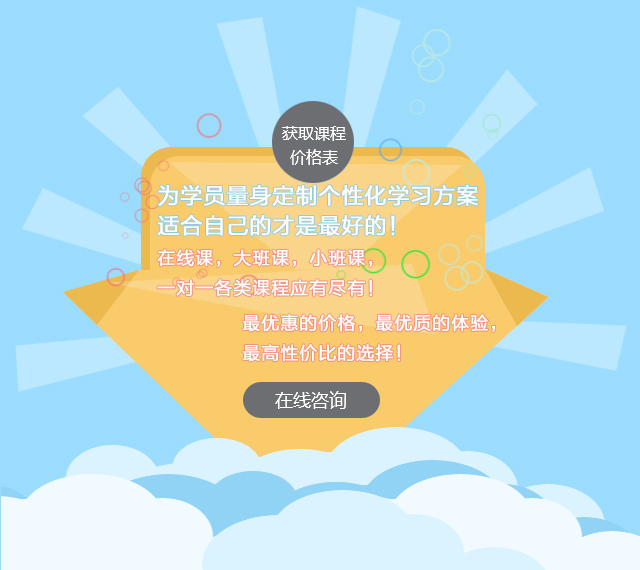 获取课程
价格表
为学员量身定制个性化学习方案
适合自己的才是最好的！
在线课，大班课，小班课，
一对一各类课程应有尽有！
最优惠的价格，最优质的体验，
最高性价比的选择！
在线咨询